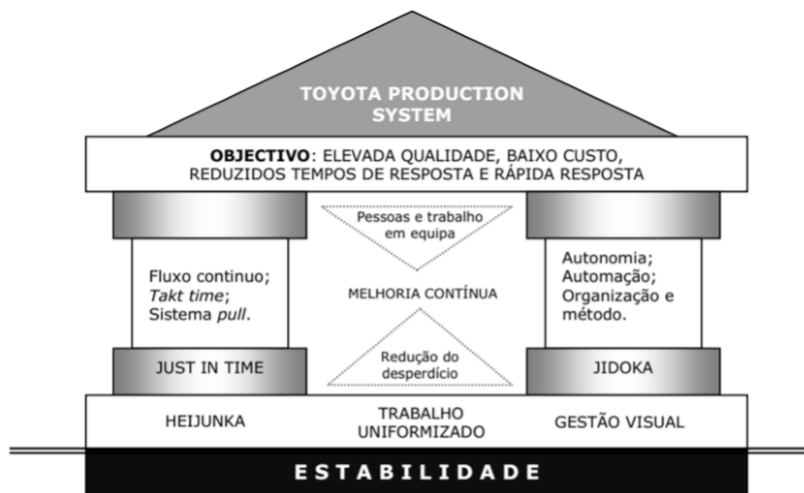 TOYOTA PRODUCTION
SYSTEM
OBJECTIVO: ELEVADA QUALIDADE, BAIXO CUSTO,
REDUZIDOS TEMPOS DE RESPOSTA E RÁPIDA RESPOSTA
Fluxo continuo;
Takt time;
Sistema pull.
JUST IN TIME
Pessoas e trabalho
em equipa
MELHORIA CONTÍNUA
Redução do
desperdício
Autonomia;
Automação;
Organização e
método.
JIDOKA
HEIJUNKA
TRABALHO
UNIFORMIZADO
GESTÃO VISUAL
ESTABILIDADE